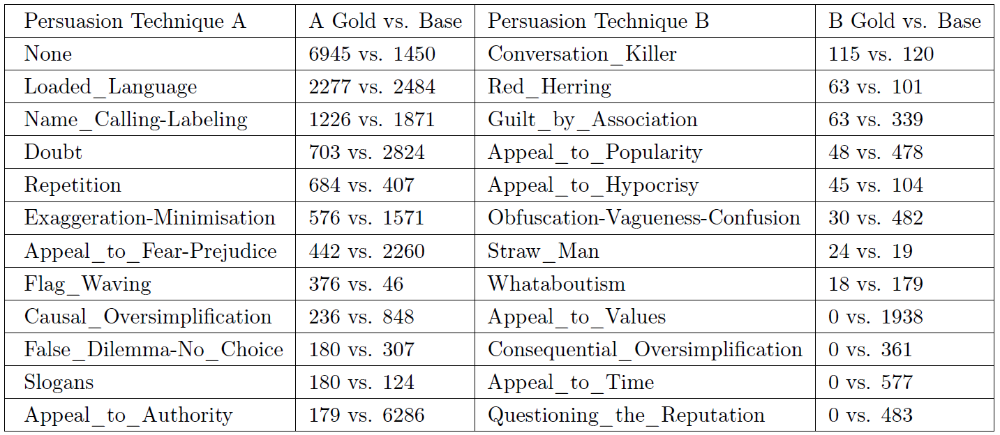 Persuasion Technique A A Gold vs. Base Persuasion Technique B B Gold vs. Base
None 6945 vs. 1450 Conversation_Killer 115 vs. 120
Loaded_Language 2277 vs. 2484 Red_Herring 63 vs. 101
Name_Calling-Labeling 1226 vs. 1871 Guilt_by_Association 63 vs. 339
Doubt 703 vs. 2824 Appeal_to_Popularity 48 vs. 478
Repetition 684 vs. 407 Appeal_to_Hypocrisy 45 vs. 104
Exaggeration-Minimisation 576 vs. 1571 Obfuscation-Vagueness-Confusion 30 vs. 482
Appeal_to_Fear-Prejudice 442 vs. 2260 Straw_Man 24 vs. 19
Flag_Waving 376 vs. 46 Whataboutism 18 vs. 179
Causal_Oversimplification 236 vs. 848 Appeal_to_Values 0 vs. 1938
False_Dilemma-No_Choice 180 vs. 307 Consequential_Oversimplification 0 vs. 361
Slogans 180 vs. 124 Appeal_to_Time 0 vs. 577
Appeal_to_Authority 179 vs. 6286 Questioning_the_Reputation 0 vs. 483